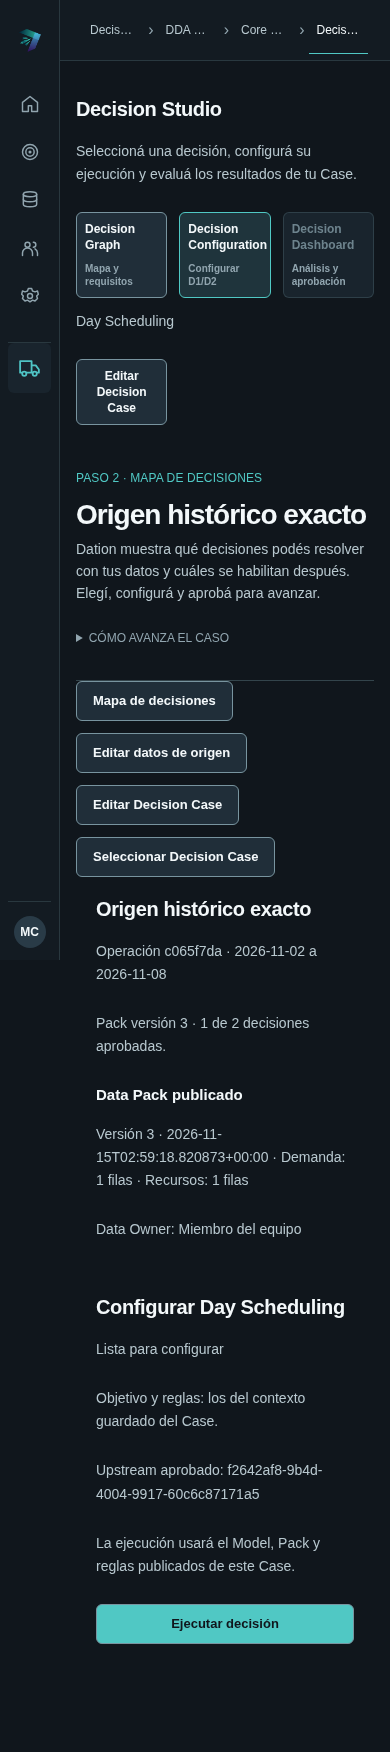 Decis…
DDA …
Core …
Decis…
Decision Studio
Seleccioná una decisión, configurá su
ejecución y evaluá los resultados de tu Case.
Decision
Graph
Mapa y
requisitos
Decision
Configuration
Configurar
D1/D2
Decision
Dashboard
Análisis y
aprobación
Day Scheduling
Editar
Decision
Case
PASO 2 · MAPA DE DECISIONES
Origen histórico exacto
Dation muestra qué decisiones podés resolver
con tus datos y cuáles se habilitan después.
Elegí, configurá y aprobá para avanzar.
CÓMO AVANZA EL CASO
Mapa de decisiones
Editar datos de origen
Editar Decision Case
Seleccionar Decision Case
Origen histórico exacto
Operación c065f7da · 2026-11-02 a
2026-11-08
Pack versión 3 · 1 de 2 decisiones
aprobadas.
Data Pack publicado
Versión 3 · 2026-11-
15T02:59:18.820873+00:00 · Demanda:
1 filas · Recursos: 1 filas
Data Owner: Miembro del equipo
Configurar Day Scheduling
Lista para configurar
Objetivo y reglas: los del contexto
guardado del Case.
Upstream aprobado: f2642af8-9b4d-
4004-9917-60c6c87171a5
La ejecución usará el Model, Pack y
reglas publicados de este Case.
Ejecutar decisión
MC